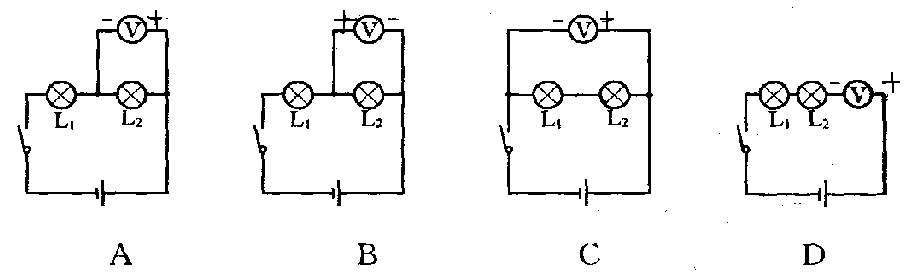 - V + + V - - V +
L₁ L₂ L₁ L₂ L₁ L₂ L₁ L₂ - V +
A B C D